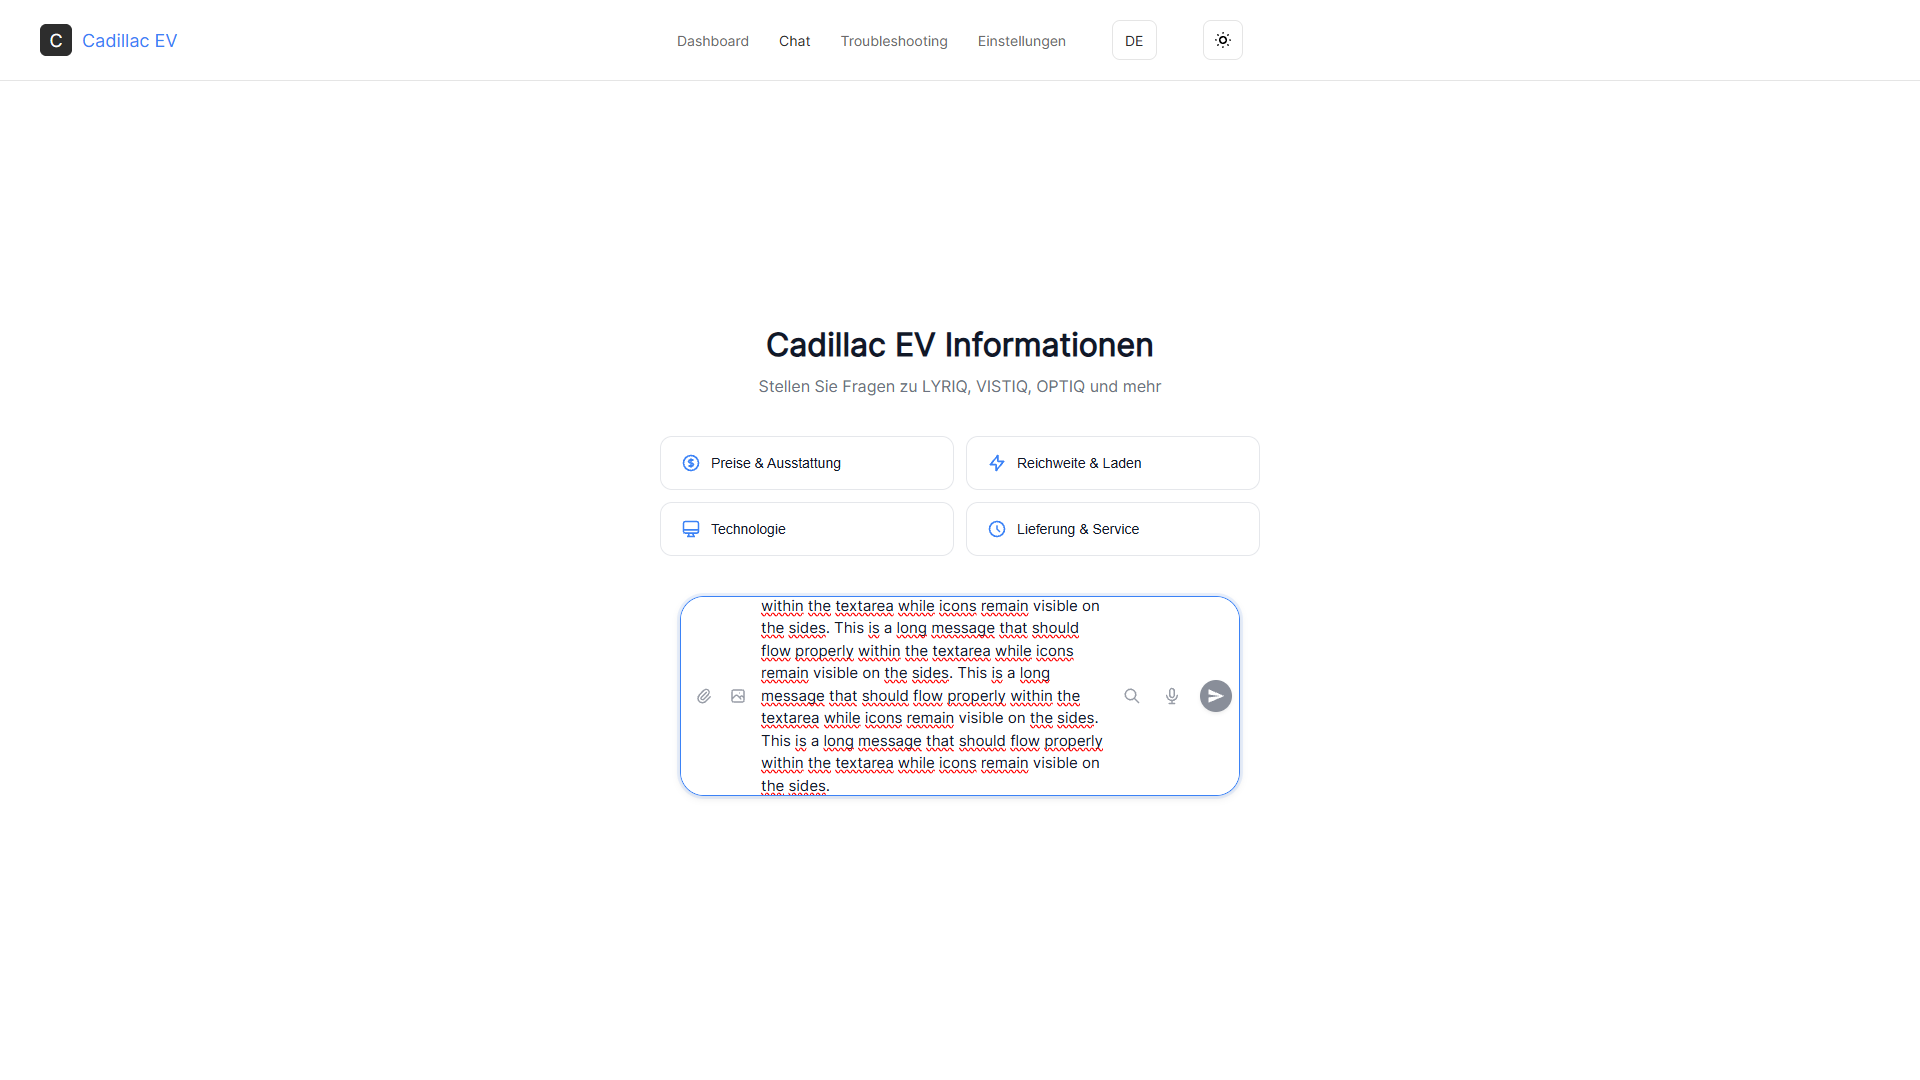 C Cadillac EV
Dashboard Chat Troubleshooting Einstellungen DE
Cadillac EV Informationen
Stellen Sie Fragen zu LYRIQ, VISTIQ, OPTIQ und mehr
Preise & Ausstattung
Reichweite & Laden
Technologie
Lieferung & Service
within the textarea while icons remain visible on
the sides. This is a long message that should
flow properly within the textarea while icons
remain visible on the sides. This is a long
message that should flow properly within the
textarea while icons remain visible on the sides.
This is a long message that should flow properly
within the textarea while icons remain visible on
the sides.